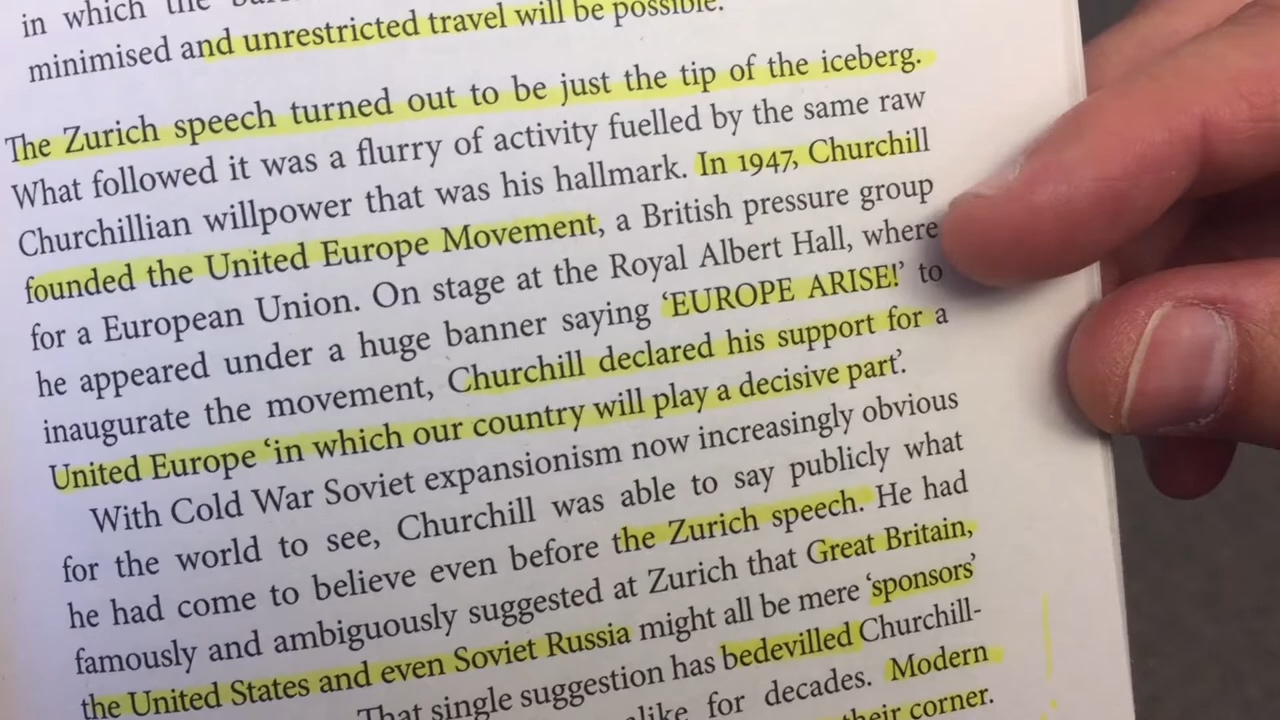 in which the
minimised and unrestricted travel will be possible.
The Zurich speech turned out to be just the tip of the iceberg.
What followed it was a flurry of activity fuelled by the same raw
Churchillian willpower that was his hallmark. In 1947, Churchill
founded the United Europe Movement, a British pressure group
for a European Union. On stage at the Royal Albert Hall, where
he appeared under a huge banner saying ‘EUROPE ARISE!’ to
inaugurate the movement, Churchill declared his support for a
United Europe ‘in which our country will play a decisive part’.
With Cold War Soviet expansionism now increasingly obvious
for the world to see, Churchill was able to say publicly what
he had come to believe even before the Zurich speech. He had
famously and ambiguously suggested at Zurich that Great Britain,
the United States and even Soviet Russia might all be mere ‘sponsors’
That single suggestion has bedevilled Churchill-
alike for decades. Modern
their corner.